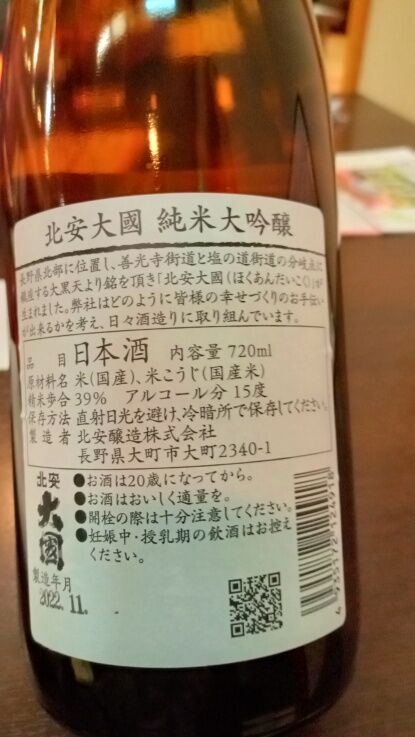 北安大國 純米大吟醸
長野県北部に位置し、善光寺街道と塩の道街道の分岐点に
鎮座する大黒天より銘を頂き「北安大國(ほくあんだいこく)」が
生まれました。弊社はどのように皆様の幸せづくりのお手伝い
が出来るかを考え、日々酒造りに取り組んでいます。
品目 日本酒 内容量 720ml
原材料名 米(国産)、米こうじ(国産米)
精米歩合 39% アルコール分 15度
保存方法 直射日光を避け、冷暗所で保存してください。
製造者 北安醸造株式会社
長野県大町市大町2340-1
北安
大國
製造年月
2022.11.
●お酒は20歳になってから。
●お酒はおいしく適量を。
●開栓の際は十分注意してください。
●妊娠中・授乳期の飲酒はお控え
ください。
4935172124918